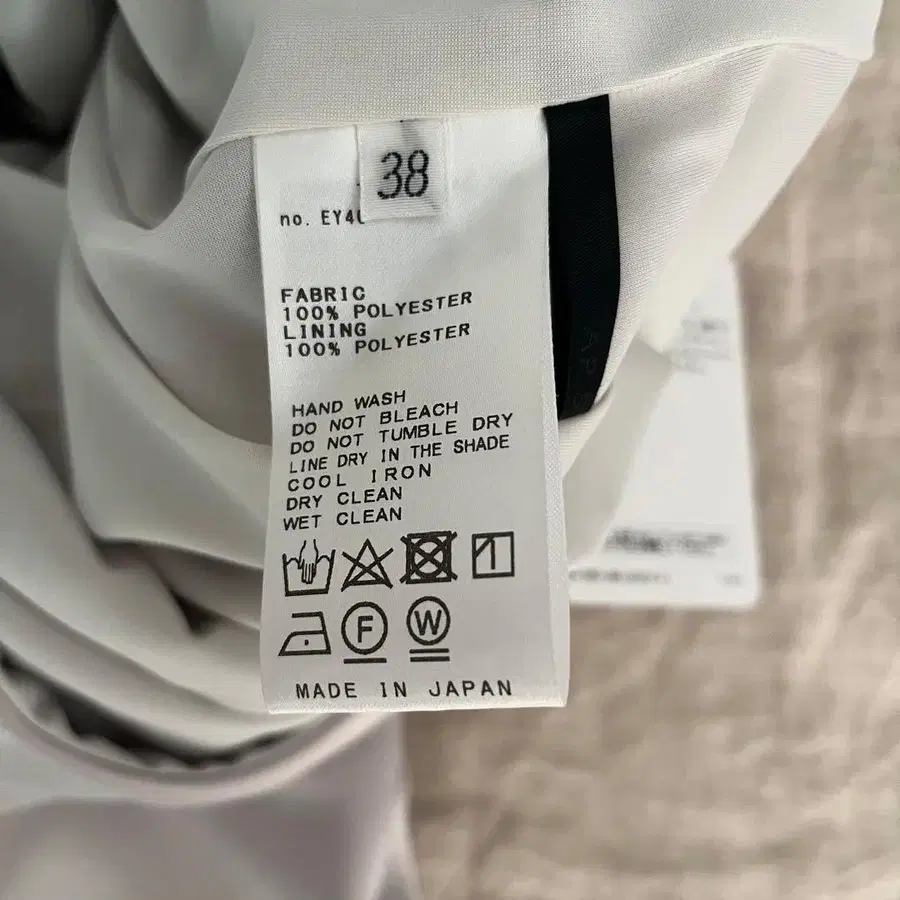 38
no. EY40
FABRIC
100% POLYESTER
LINING
100% POLYESTER
HAND WASH
DO NOT BLEACH
DO NOT TUMBLE DRY
LINE DRY IN THE SHADE
COOL IRON
DRY CLEAN
WET CLEAN
F
W
MADE IN JAPAN